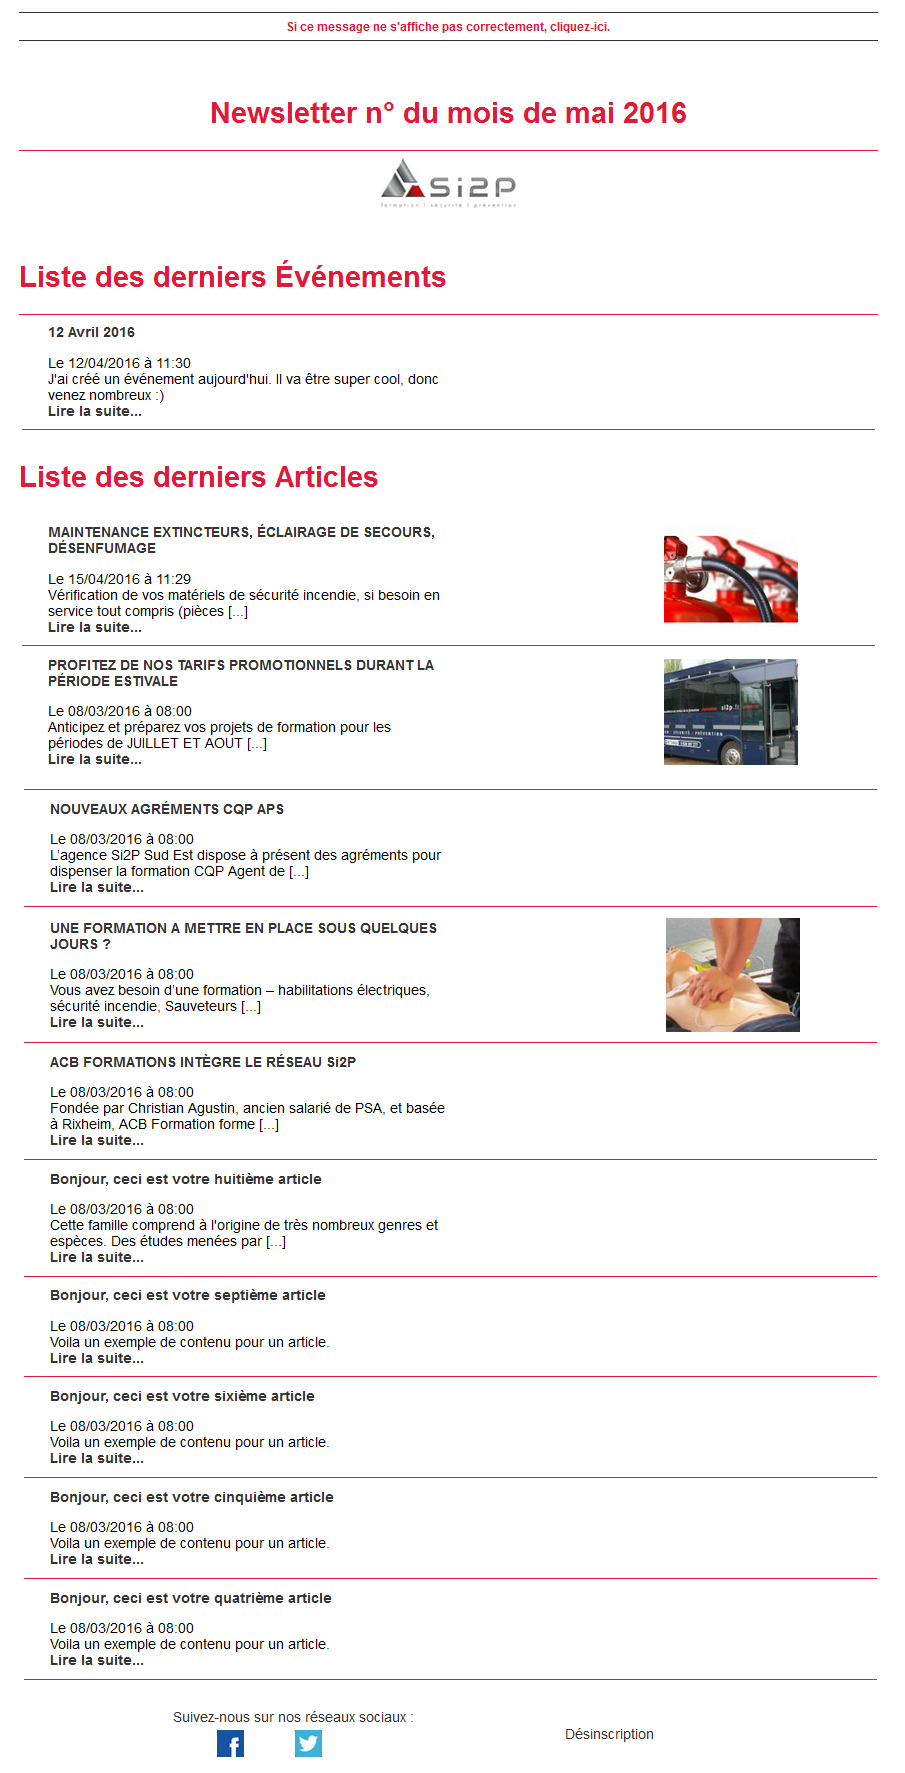 Si ce message ne s'affiche pas correctement, cliquez-ici.
Newsletter n° du mois de mai 2016
Si2P
formation | sécurité | prévention
Liste des derniers Événements
12 Avril 2016
Le 12/04/2016 à 11:30
J'ai créé un événement aujourd'hui. Il va être super cool, donc
venez nombreux :)
Lire la suite...
Liste des derniers Articles
MAINTENANCE EXTINCTEURS, ÉCLAIRAGE DE SECOURS,
DÉSENFUMAGE
Le 15/04/2016 à 11:29
Vérification de vos matériels de sécurité incendie, si besoin en
service tout compris (pièces [...]
Lire la suite...
PROFITEZ DE NOS TARIFS PROMOTIONNELS DURANT LA
PÉRIODE ESTIVALE
Le 08/03/2016 à 08:00
Anticipez et préparez vos projets de formation pour les
périodes de JUILLET ET AOUT [...]
Lire la suite...
si2p.fr
NOUVEAUX AGRÉMENTS CQP APS
Le 08/03/2016 à 08:00
L’agence Si2P Sud Est dispose à présent des agréments pour
dispenser la formation CQP Agent de [...]
Lire la suite...
UNE FORMATION A METTRE EN PLACE SOUS QUELQUES
JOURS ?
Le 08/03/2016 à 08:00
Vous avez besoin d’une formation – habilitations électriques,
sécurité incendie, Sauveteurs [...]
Lire la suite...
ACB FORMATIONS INTÈGRE LE RÉSEAU Si2P
Le 08/03/2016 à 08:00
Fondée par Christian Agustin, ancien salarié de PSA, et basée
à Rixheim, ACB Formation forme [...]
Lire la suite...
Bonjour, ceci est votre huitième article
Le 08/03/2016 à 08:00
Cette famille comprend à l'origine de très nombreux genres et
espèces. Des études menées par [...]
Lire la suite...
Bonjour, ceci est votre septième article
Le 08/03/2016 à 08:00
Voila un exemple de contenu pour un article.
Lire la suite...
Bonjour, ceci est votre sixième article
Le 08/03/2016 à 08:00
Voila un exemple de contenu pour un article.
Lire la suite...
Bonjour, ceci est votre cinquième article
Le 08/03/2016 à 08:00
Voila un exemple de contenu pour un article.
Lire la suite...
Bonjour, ceci est votre quatrième article
Le 08/03/2016 à 08:00
Voila un exemple de contenu pour un article.
Lire la suite...
Suivez-nous sur nos réseaux sociaux :
Désinscription